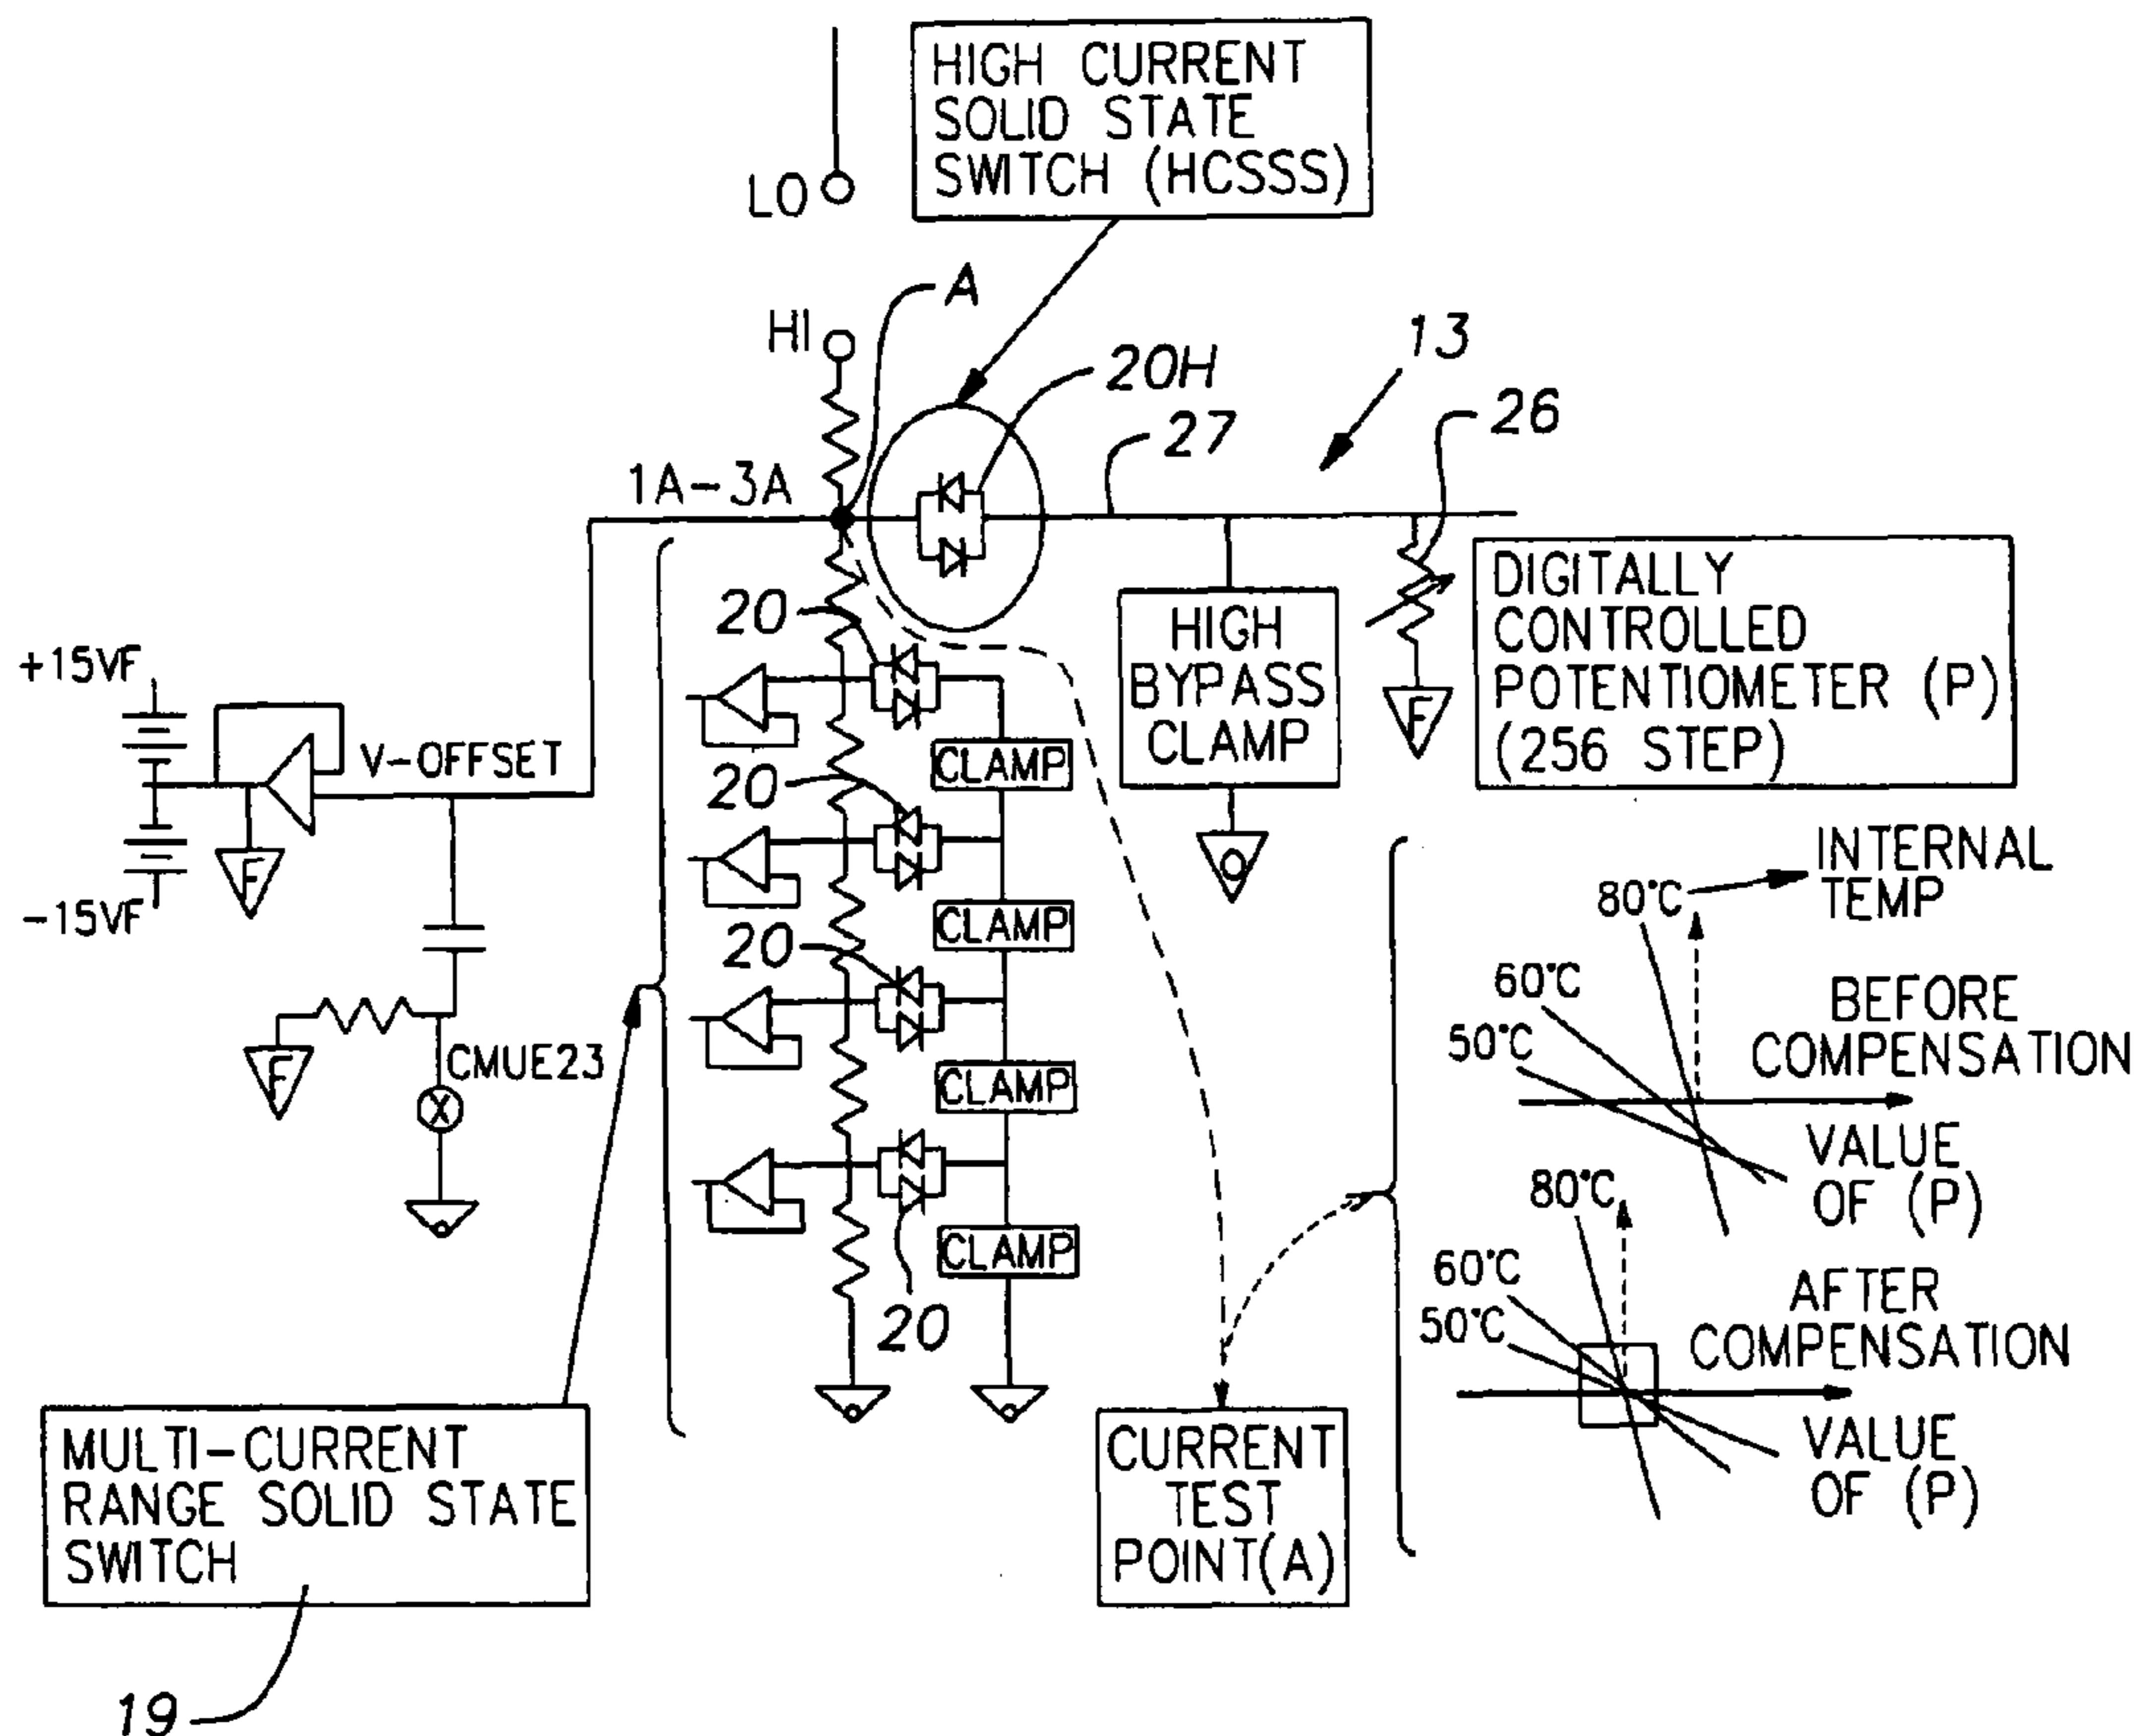 HIGH CURRENT
SOLID STATE
SWITCH (HCSSS)
LO
A
HI
13
20H
26
27
1A-3A
20
DIGITALLY
CONTROLLED
POTENTIOMETER (P)
(256 STEP)
HIGH
BYPASS
CLAMP
+15VF
F
V-OFFSET
CLAMP
20
F
INTERNAL
TEMP
80°C
-15VF
CLAMP
20
60°C
BEFORE
COMPENSATION
50°C
F
CMUE23
X
CLAMP
VALUE
OF (P)
80°C
CLAMP
20
60°C
50°C
AFTER
COMPENSATION
VALUE
OF (P)
MULTI-CURRENT
RANGE SOLID STATE
SWITCH
CURRENT
TEST
POINT(A)
19